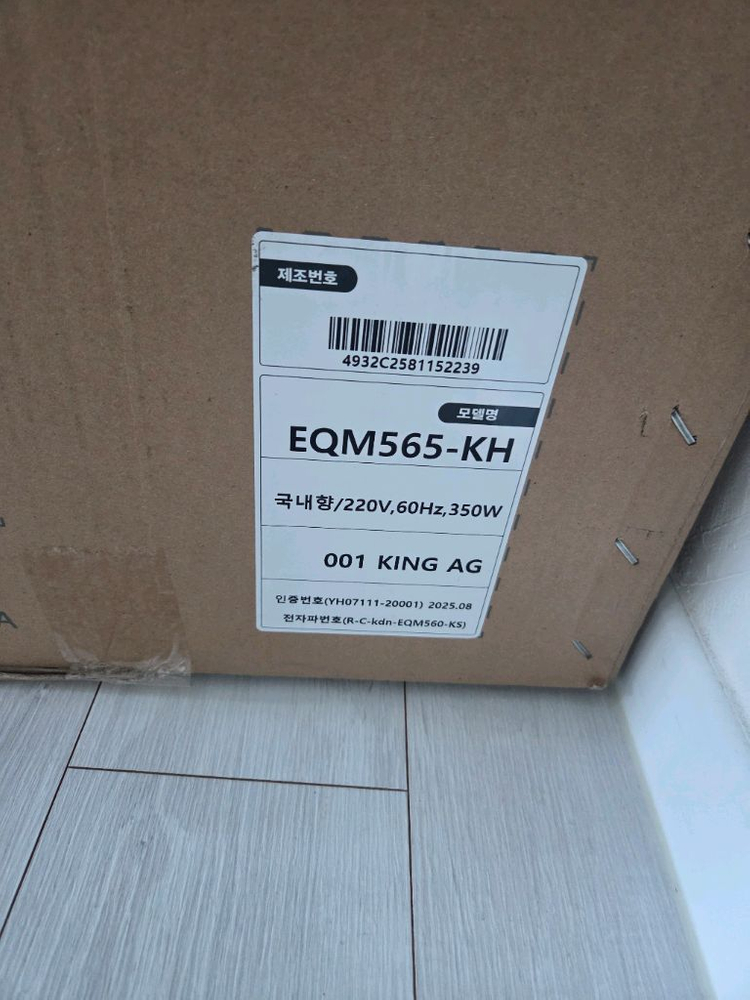 제조번호
4932C2581152239
모델명
EQM565-KH
국내향/220V,60Hz,350W
001 KING AG
인증번호(YH07111-20001) 2025.08
전자파번호(R-C-kdn-EQM560-KS)
A